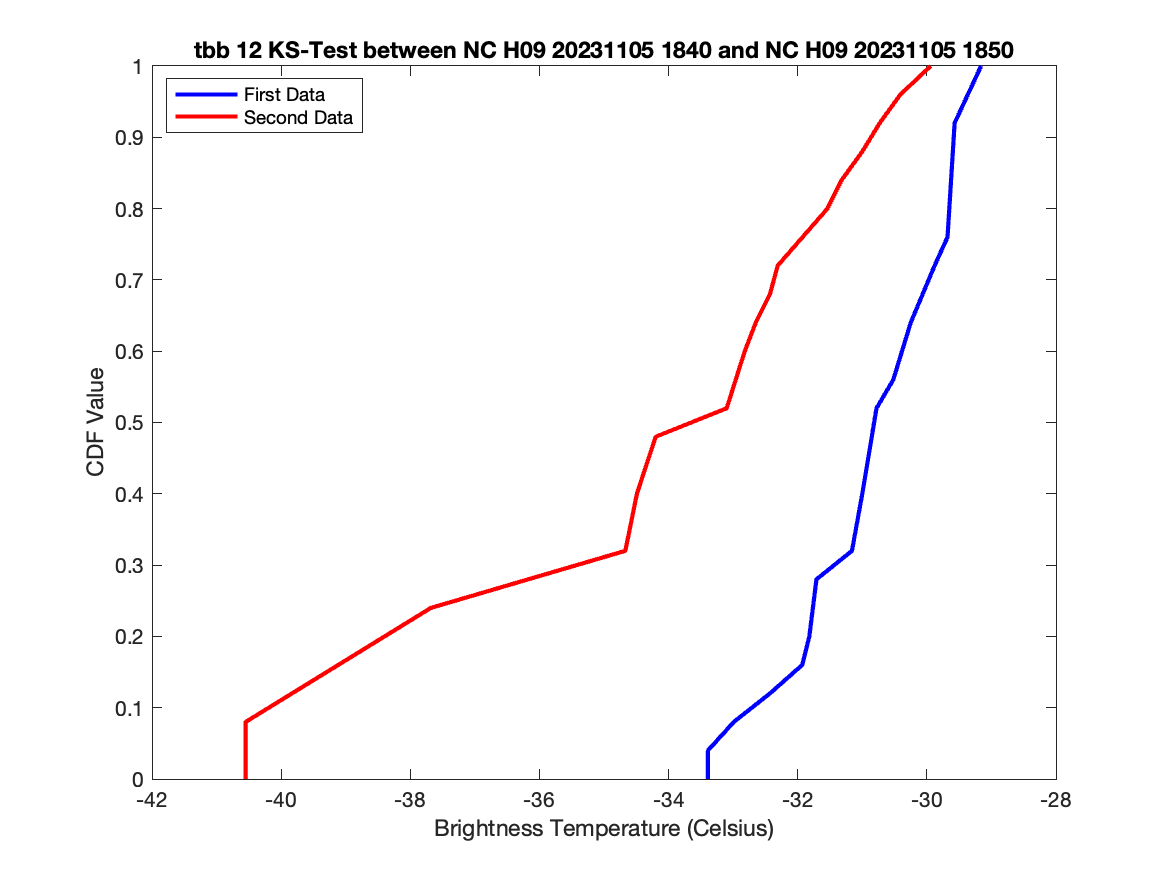 tbb 12 KS-Test between NC H09 20231105 1840 and NC H09 20231105 1850
First Data
Second Data
1
0.9
0.8
0.7
0.6
0.5
0.4
0.3
0.2
0.1
0
CDF Value
-42 -40 -38 -36 -34 -32 -30 -28
Brightness Temperature (Celsius)